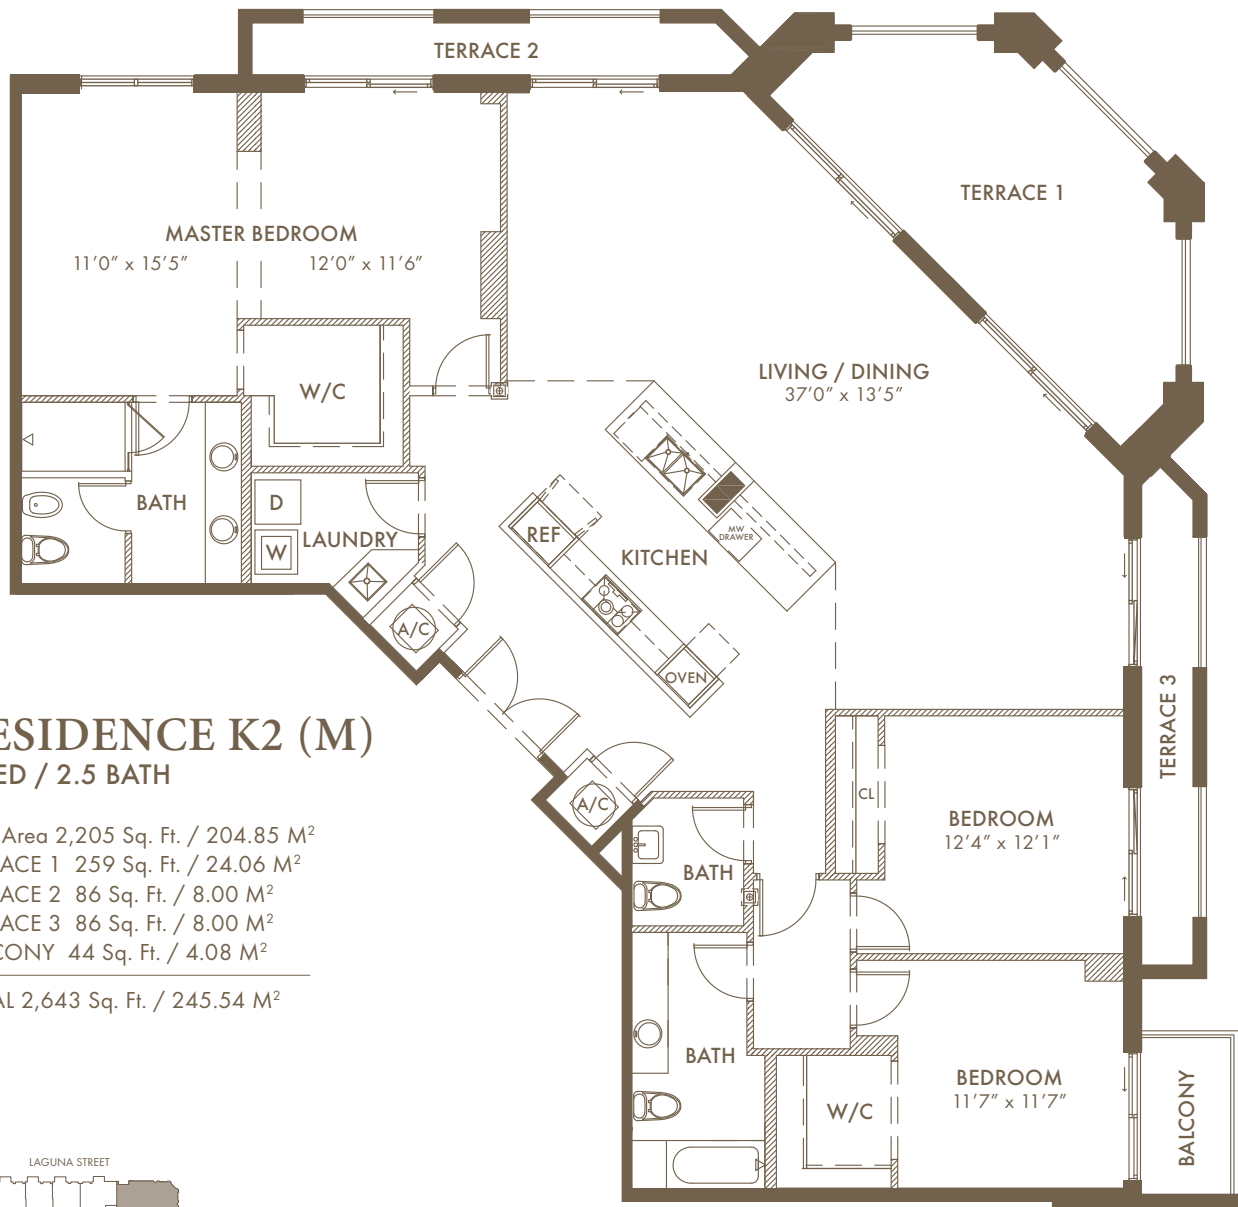 TERRACE 2
TERRACE 1
MASTER BEDROOM
11'0" x 15'5"
12'0" x 11'6"
W/C
LIVING / DINING
37'0" x 13'5"
BATH
D
W
LAUNDRY
REF
KITCHEN
MW
DRAWER
A/C
OVEN
TERRACE 3
ESIDENCE K2 (M)
ED / 2.5 BATH
Area 2,205 Sq. Ft. / 204.85 M²
ACE 1 259 Sq. Ft. / 24.06 M²
ACE 2 86 Sq. Ft. / 8.00 M²
ACE 3 86 Sq. Ft. / 8.00 M²
CONY 44 Sq. Ft. / 4.08 M²
AL 2,643 Sq. Ft. / 245.54 M²
A/C
CL
BEDROOM
12'4" x 12'1"
BATH
BATH
BEDROOM
11'7" x 11'7"
W/C
BALCONY
LAGUNA STREET